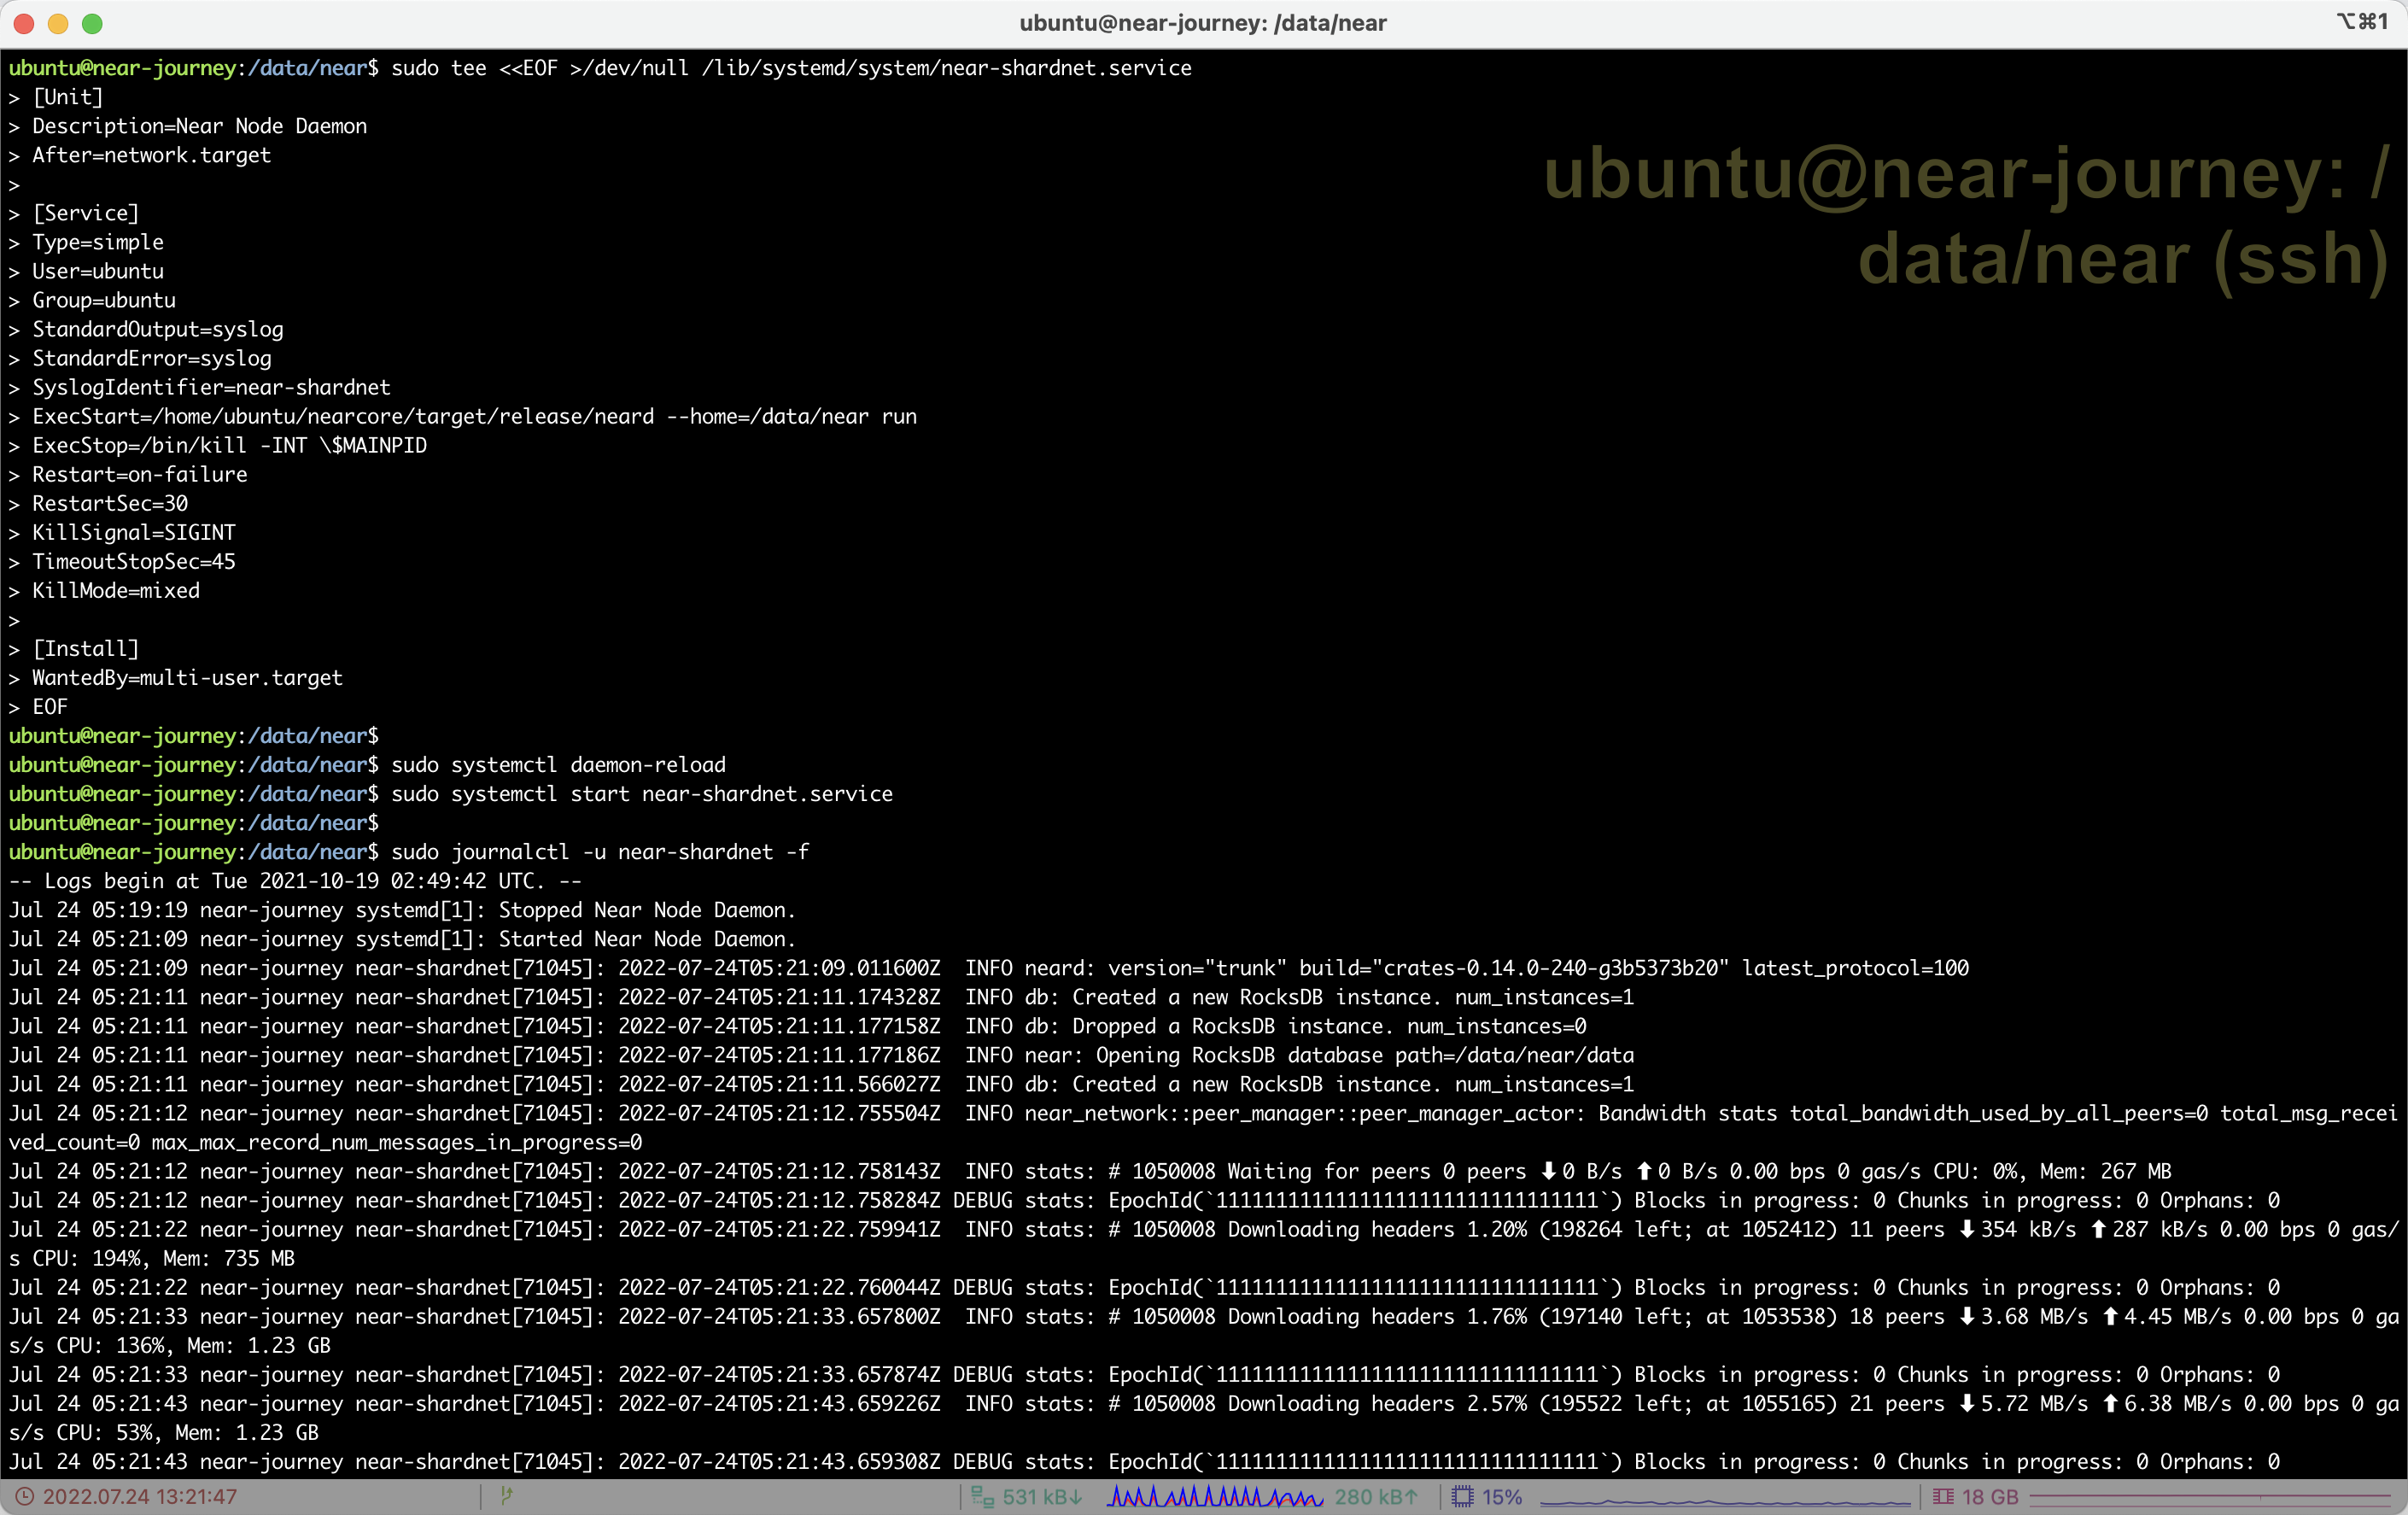 ubuntu@near-journey: /data/near
⌥⌘1
ubuntu@near-journey:/data/near$ sudo tee <<EOF >/dev/null /lib/systemd/system/near-shardnet.service
> [Unit]
> Description=Near Node Daemon
> After=network.target
>
> [Service]
> Type=simple
> User=ubuntu
> Group=ubuntu
> StandardOutput=syslog
> StandardError=syslog
> SyslogIdentifier=near-shardnet
> ExecStart=/home/ubuntu/nearcore/target/release/neard --home=/data/near run
> ExecStop=/bin/kill -INT \$MAINPID
> Restart=on-failure
> RestartSec=30
> KillSignal=SIGINT
> TimeoutStopSec=45
> KillMode=mixed
>
> [Install]
> WantedBy=multi-user.target
> EOF
ubuntu@near-journey: /
data/near (ssh)
ubuntu@near-journey:/data/near$
ubuntu@near-journey:/data/near$ sudo systemctl daemon-reload
ubuntu@near-journey:/data/near$ sudo systemctl start near-shardnet.service
ubuntu@near-journey:/data/near$
ubuntu@near-journey:/data/near$ sudo journalctl -u near-shardnet -f
-- Logs begin at Tue 2021-10-19 02:49:42 UTC. --
Jul 24 05:19:19 near-journey systemd[1]: Stopped Near Node Daemon.
Jul 24 05:21:09 near-journey systemd[1]: Started Near Node Daemon.
Jul 24 05:21:09 near-journey near-shardnet[71045]: 2022-07-24T05:21:09.011600Z  INFO neard: version="trunk" build="crates-0.14.0-240-g3b5373b20" latest_protocol=100
Jul 24 05:21:11 near-journey near-shardnet[71045]: 2022-07-24T05:21:11.174328Z  INFO db: Created a new RocksDB instance. num_instances=1
Jul 24 05:21:11 near-journey near-shardnet[71045]: 2022-07-24T05:21:11.177158Z  INFO db: Dropped a RocksDB instance. num_instances=0
Jul 24 05:21:11 near-journey near-shardnet[71045]: 2022-07-24T05:21:11.177186Z  INFO near: Opening RocksDB database path=/data/near/data
Jul 24 05:21:11 near-journey near-shardnet[71045]: 2022-07-24T05:21:11.566027Z  INFO db: Created a new RocksDB instance. num_instances=1
Jul 24 05:21:12 near-journey near-shardnet[71045]: 2022-07-24T05:21:12.755504Z  INFO near_network::peer_manager::peer_manager_actor: Bandwidth stats total_bandwidth_used_by_all_peers=0 total_msg_recei
ved_count=0 max_max_record_num_messages_in_progress=0
Jul 24 05:21:12 near-journey near-shardnet[71045]: 2022-07-24T05:21:12.758143Z  INFO stats: # 1050008 Waiting for peers 0 peers ⬇0 B/s ⬆0 B/s 0.00 bps 0 gas/s CPU: 0%, Mem: 267 MB
Jul 24 05:21:12 near-journey near-shardnet[71045]: 2022-07-24T05:21:12.758284Z DEBUG stats: EpochId(`11111111111111111111111111111111`) Blocks in progress: 0 Chunks in progress: 0 Orphans: 0
Jul 24 05:21:22 near-journey near-shardnet[71045]: 2022-07-24T05:21:22.759941Z  INFO stats: # 1050008 Downloading headers 1.20% (198264 left; at 1052412) 11 peers ⬇354 kB/s ⬆287 kB/s 0.00 bps 0 gas/
s CPU: 194%, Mem: 735 MB
Jul 24 05:21:22 near-journey near-shardnet[71045]: 2022-07-24T05:21:22.760044Z DEBUG stats: EpochId(`11111111111111111111111111111111`) Blocks in progress: 0 Chunks in progress: 0 Orphans: 0
Jul 24 05:21:33 near-journey near-shardnet[71045]: 2022-07-24T05:21:33.657800Z  INFO stats: # 1050008 Downloading headers 1.76% (197140 left; at 1053538) 18 peers ⬇3.68 MB/s ⬆4.45 MB/s 0.00 bps 0 ga
s/s CPU: 136%, Mem: 1.23 GB
Jul 24 05:21:33 near-journey near-shardnet[71045]: 2022-07-24T05:21:33.657874Z DEBUG stats: EpochId(`11111111111111111111111111111111`) Blocks in progress: 0 Chunks in progress: 0 Orphans: 0
Jul 24 05:21:43 near-journey near-shardnet[71045]: 2022-07-24T05:21:43.659226Z  INFO stats: # 1050008 Downloading headers 2.57% (195522 left; at 1055165) 21 peers ⬇5.72 MB/s ⬆6.38 MB/s 0.00 bps 0 ga
s/s CPU: 53%, Mem: 1.23 GB
Jul 24 05:21:43 near-journey near-shardnet[71045]: 2022-07-24T05:21:43.659308Z DEBUG stats: EpochId(`11111111111111111111111111111111`) Blocks in progress: 0 Chunks in progress: 0 Orphans: 0
2022.07.24 13:21:47 531 kB↓ 280 kB↑ 15% 18 GB